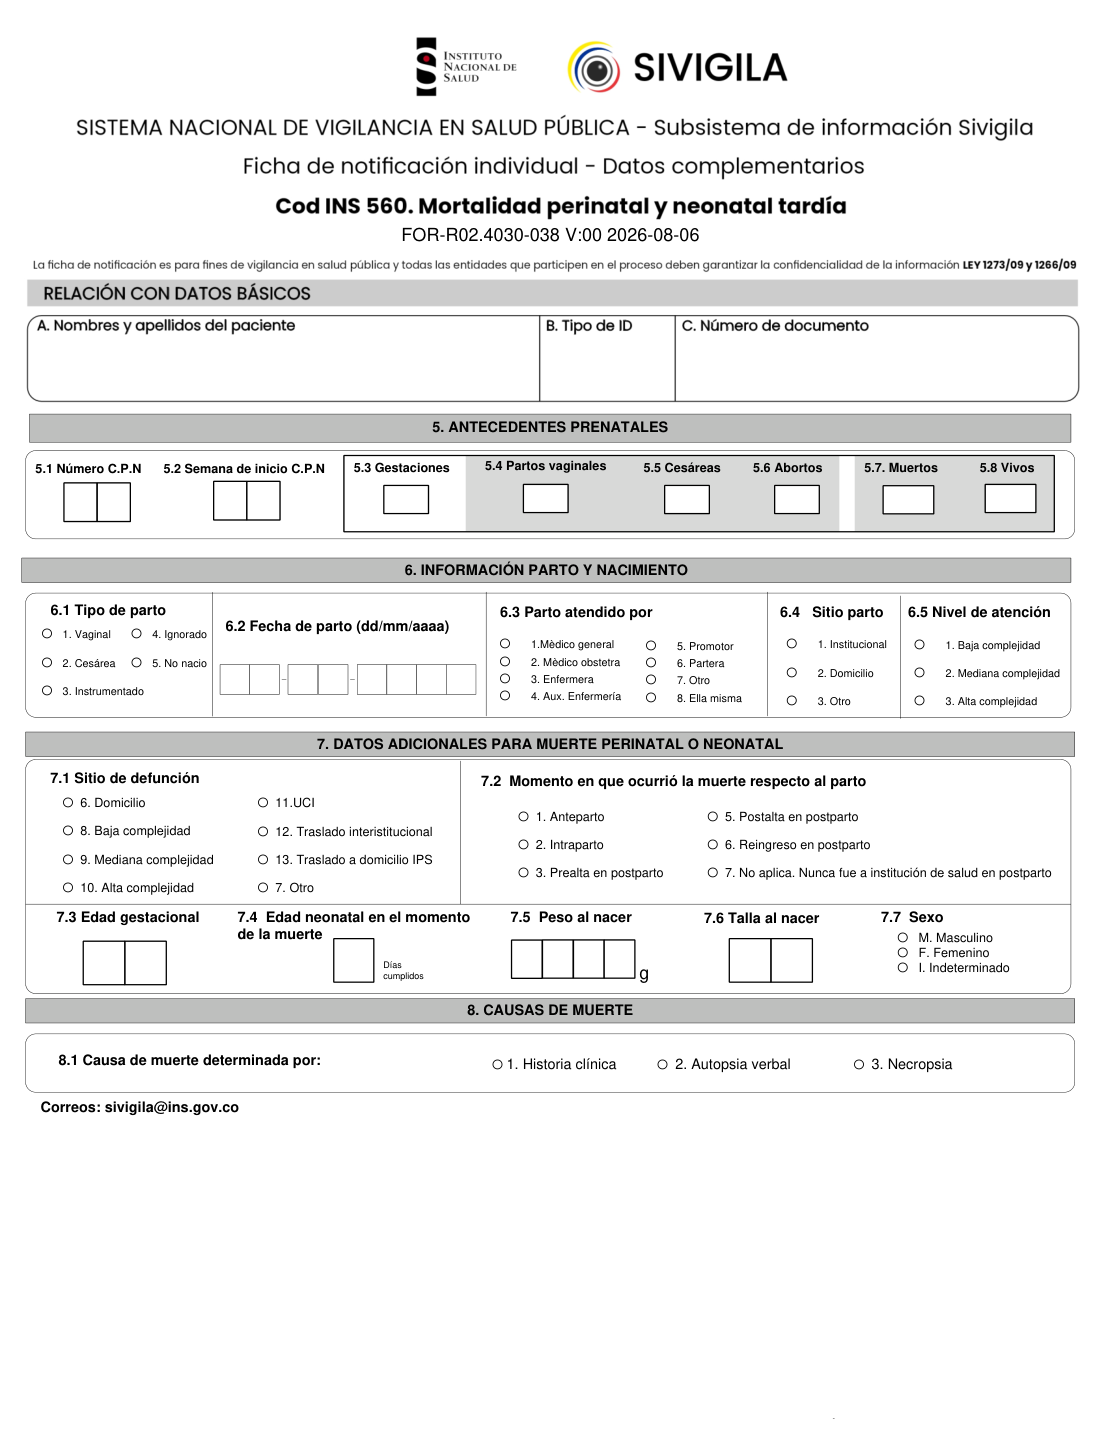 INSTITUTO
NACIONAL DE
SALUD
SIVIGILA
SISTEMA NACIONAL DE VIGILANCIA EN SALUD PÚBLICA - Subsistema de información Sivigila
Ficha de notificación individual - Datos complementarios
Cod INS 560. Mortalidad perinatal y neonatal tardía
FOR-R02.4030-038 V:00 2026-08-06
La ficha de notificación es para fines de vigilancia en salud pública y todas las entidades que participen en el proceso deben garantizar la confidencialidad de la información LEY 1273/09 y 1266/09
RELACIÓN CON DATOS BÁSICOS
A. Nombres y apellidos del paciente B. Tipo de ID C. Número de documento
5. ANTECEDENTES PRENATALES
5.1 Número C.P.N 5.2 Semana de inicio C.P.N 5.3 Gestaciones 5.4 Partos vaginales 5.5 Cesáreas 5.6 Abortos 5.7. Muertos 5.8 Vivos
6. INFORMACIÓN PARTO Y NACIMIENTO
6.1 Tipo de parto
1. Vaginal 4. Ignorado
2. Cesárea 5. No nacio
3. Instrumentado
6.2 Fecha de parto (dd/mm/aaaa)
- -
6.3 Parto atendido por
1.Mèdico general 5. Promotor
2. Mèdico obstetra 6. Partera
3. Enfermera 7. Otro
4. Aux. Enfermería 8. Ella misma
6.4 Sitio parto
1. Institucional
2. Domicilio
3. Otro
6.5 Nivel de atención
1. Baja complejidad
2. Mediana complejidad
3. Alta complejidad
7. DATOS ADICIONALES PARA MUERTE PERINATAL O NEONATAL
7.1 Sitio de defunción
6. Domicilio 11.UCI
8. Baja complejidad 12. Traslado interistitucional
9. Mediana complejidad 13. Traslado a domicilio IPS
10. Alta complejidad 7. Otro
7.2 Momento en que ocurrió la muerte respecto al parto
1. Anteparto 5. Postalta en postparto
2. Intraparto 6. Reingreso en postparto
3. Prealta en postparto 7. No aplica. Nunca fue a institución de salud en postparto
7.3 Edad gestacional
7.4 Edad neonatal en el momento
de la muerte
Días
cumplidos
7.5 Peso al nacer
g
7.6 Talla al nacer
7.7 Sexo
M. Masculino
F. Femenino
I. Indeterminado
8. CAUSAS DE MUERTE
8.1 Causa de muerte determinada por: 1. Historia clínica 2. Autopsia verbal 3. Necropsia
Correos: sivigila@ins.gov.co